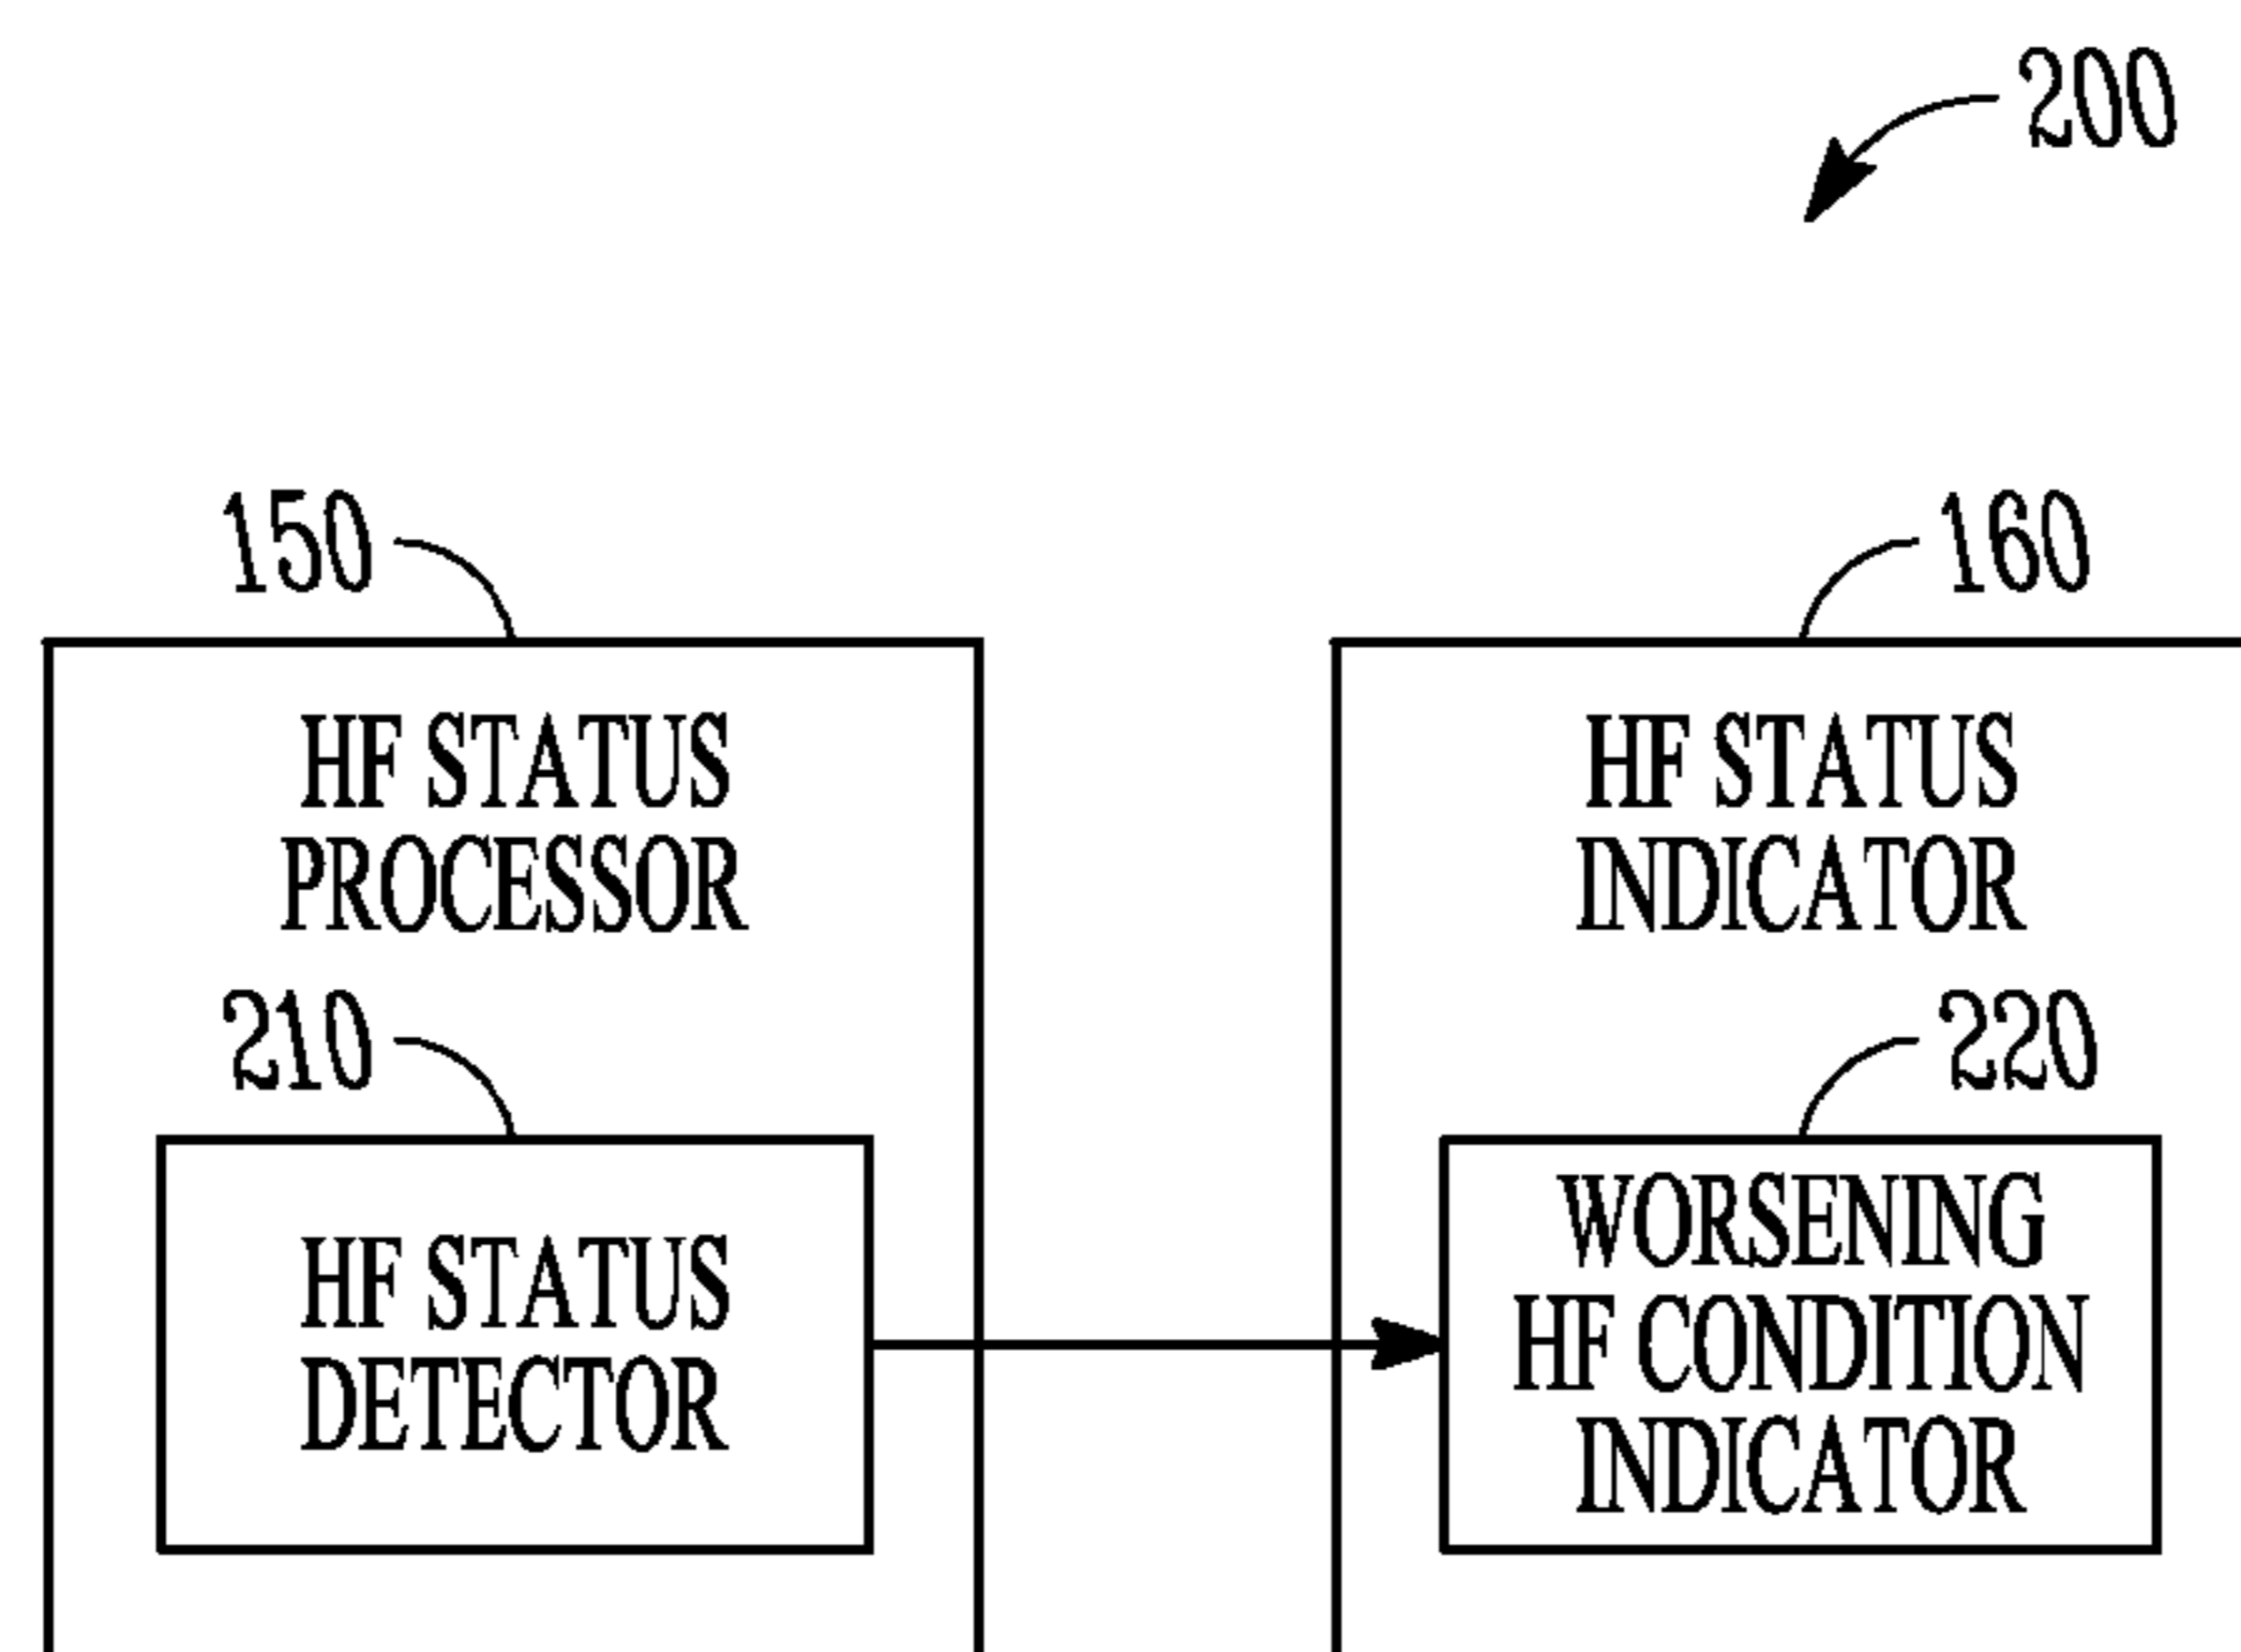 200
150
160
HF STATUS
PROCESSOR
HF STATUS
INDICATOR
210
220
HF STATUS
DETECTOR
WORSENING
HF CONDITION
INDICATOR